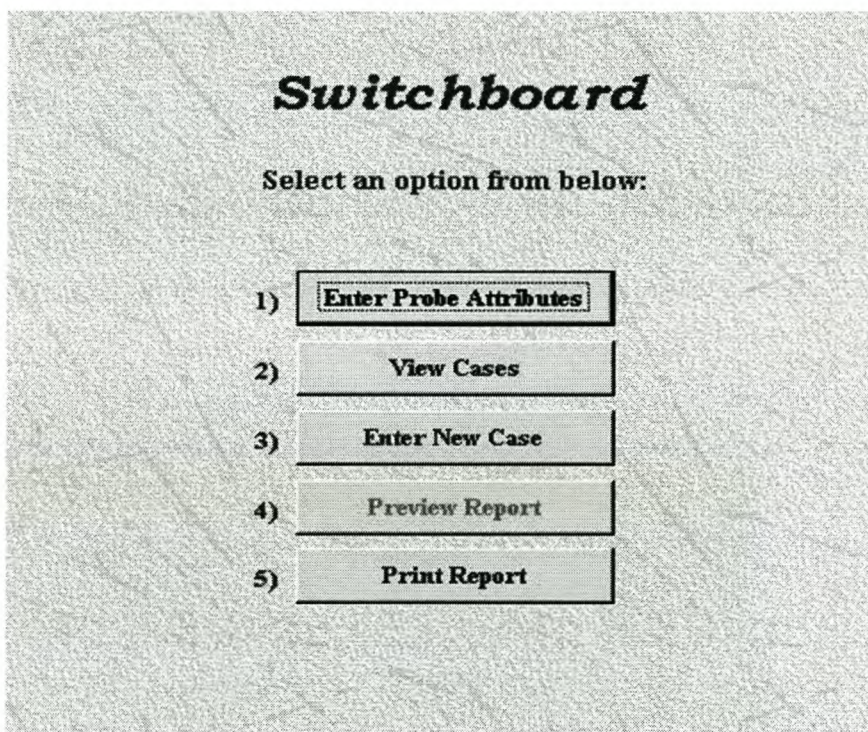 Switchboard
Select an option from below:
1) Enter Probe Attributes
2) View Cases
3) Enter New Case
4) Preview Report
5) Print Report